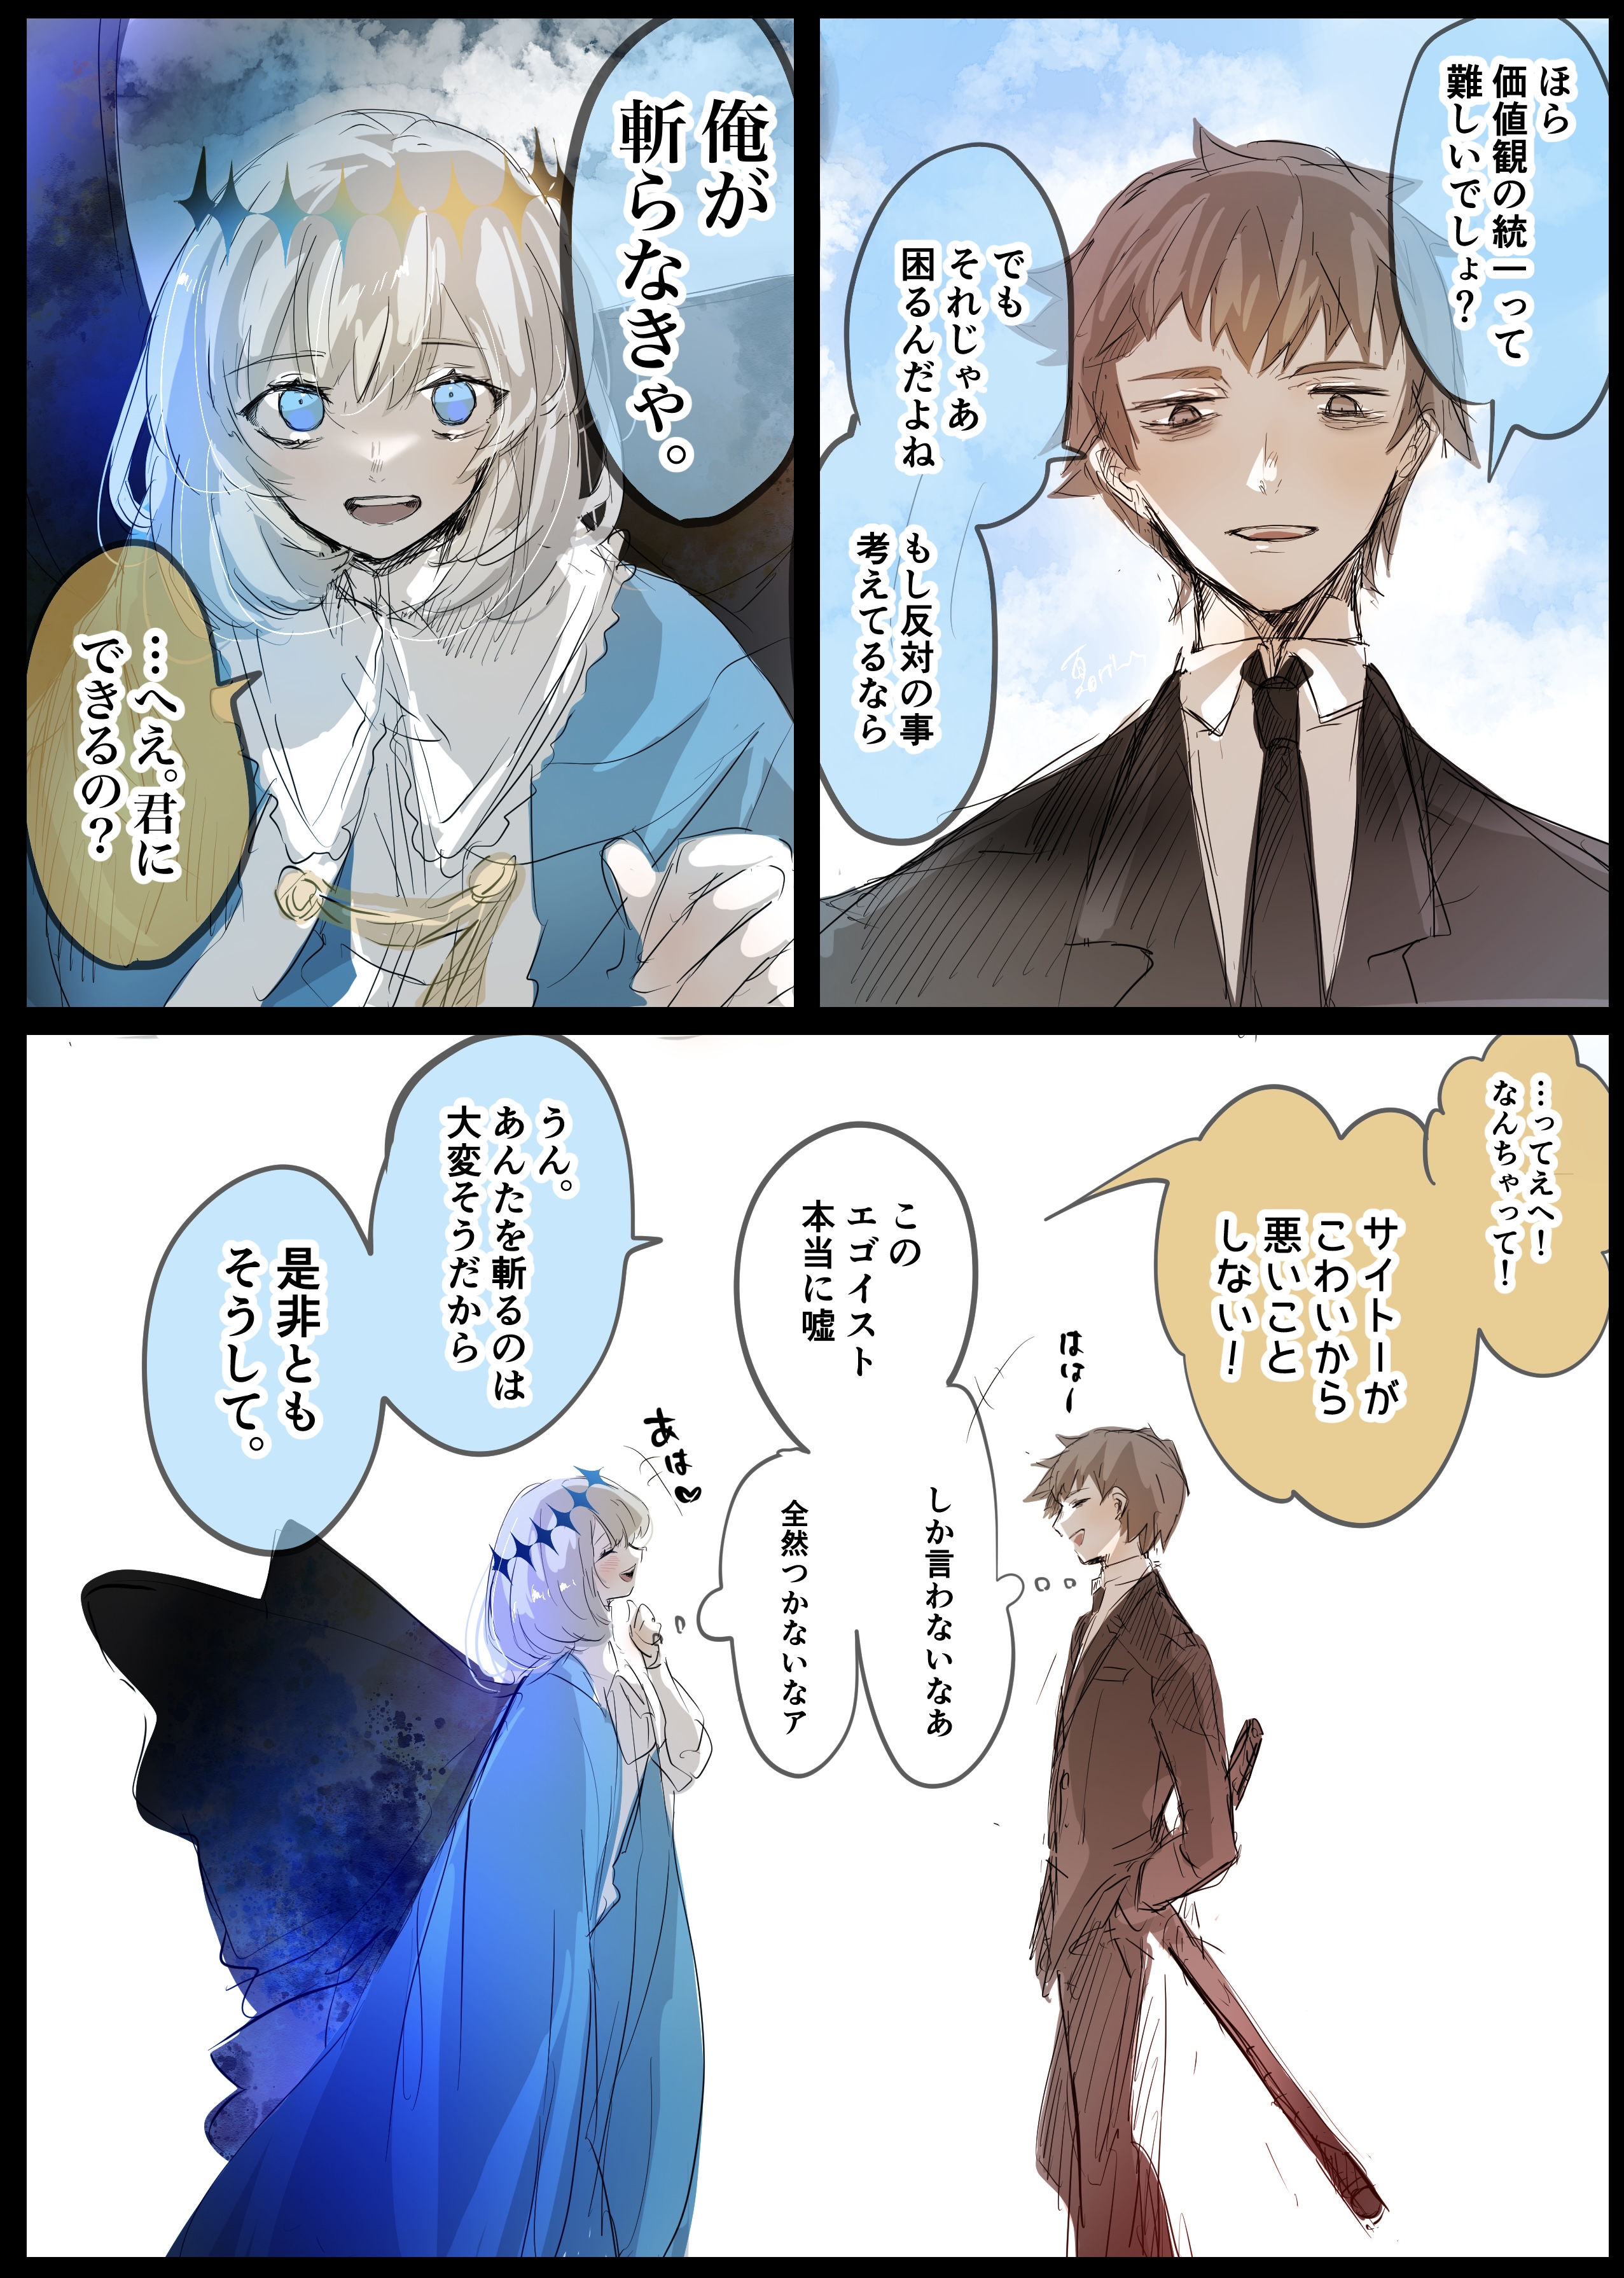 ほら
価値観の統一って
難しいでしょ?
でも
それじゃあ
困るんだよね
もし反対の事
考えてるなら
俺が
斬らなきゃ。
…へえ。君に
できるの?
…ってえへ!
なんちゃって!
サイトーが
こわいから
悪いこと
しない!
ははー
この
エゴイスト
本当に嘘
しか言わないなあ
全然つかないなァ
あは♥
うん。
あんたを斬るのは
大変そうだから
是非とも
そうして。